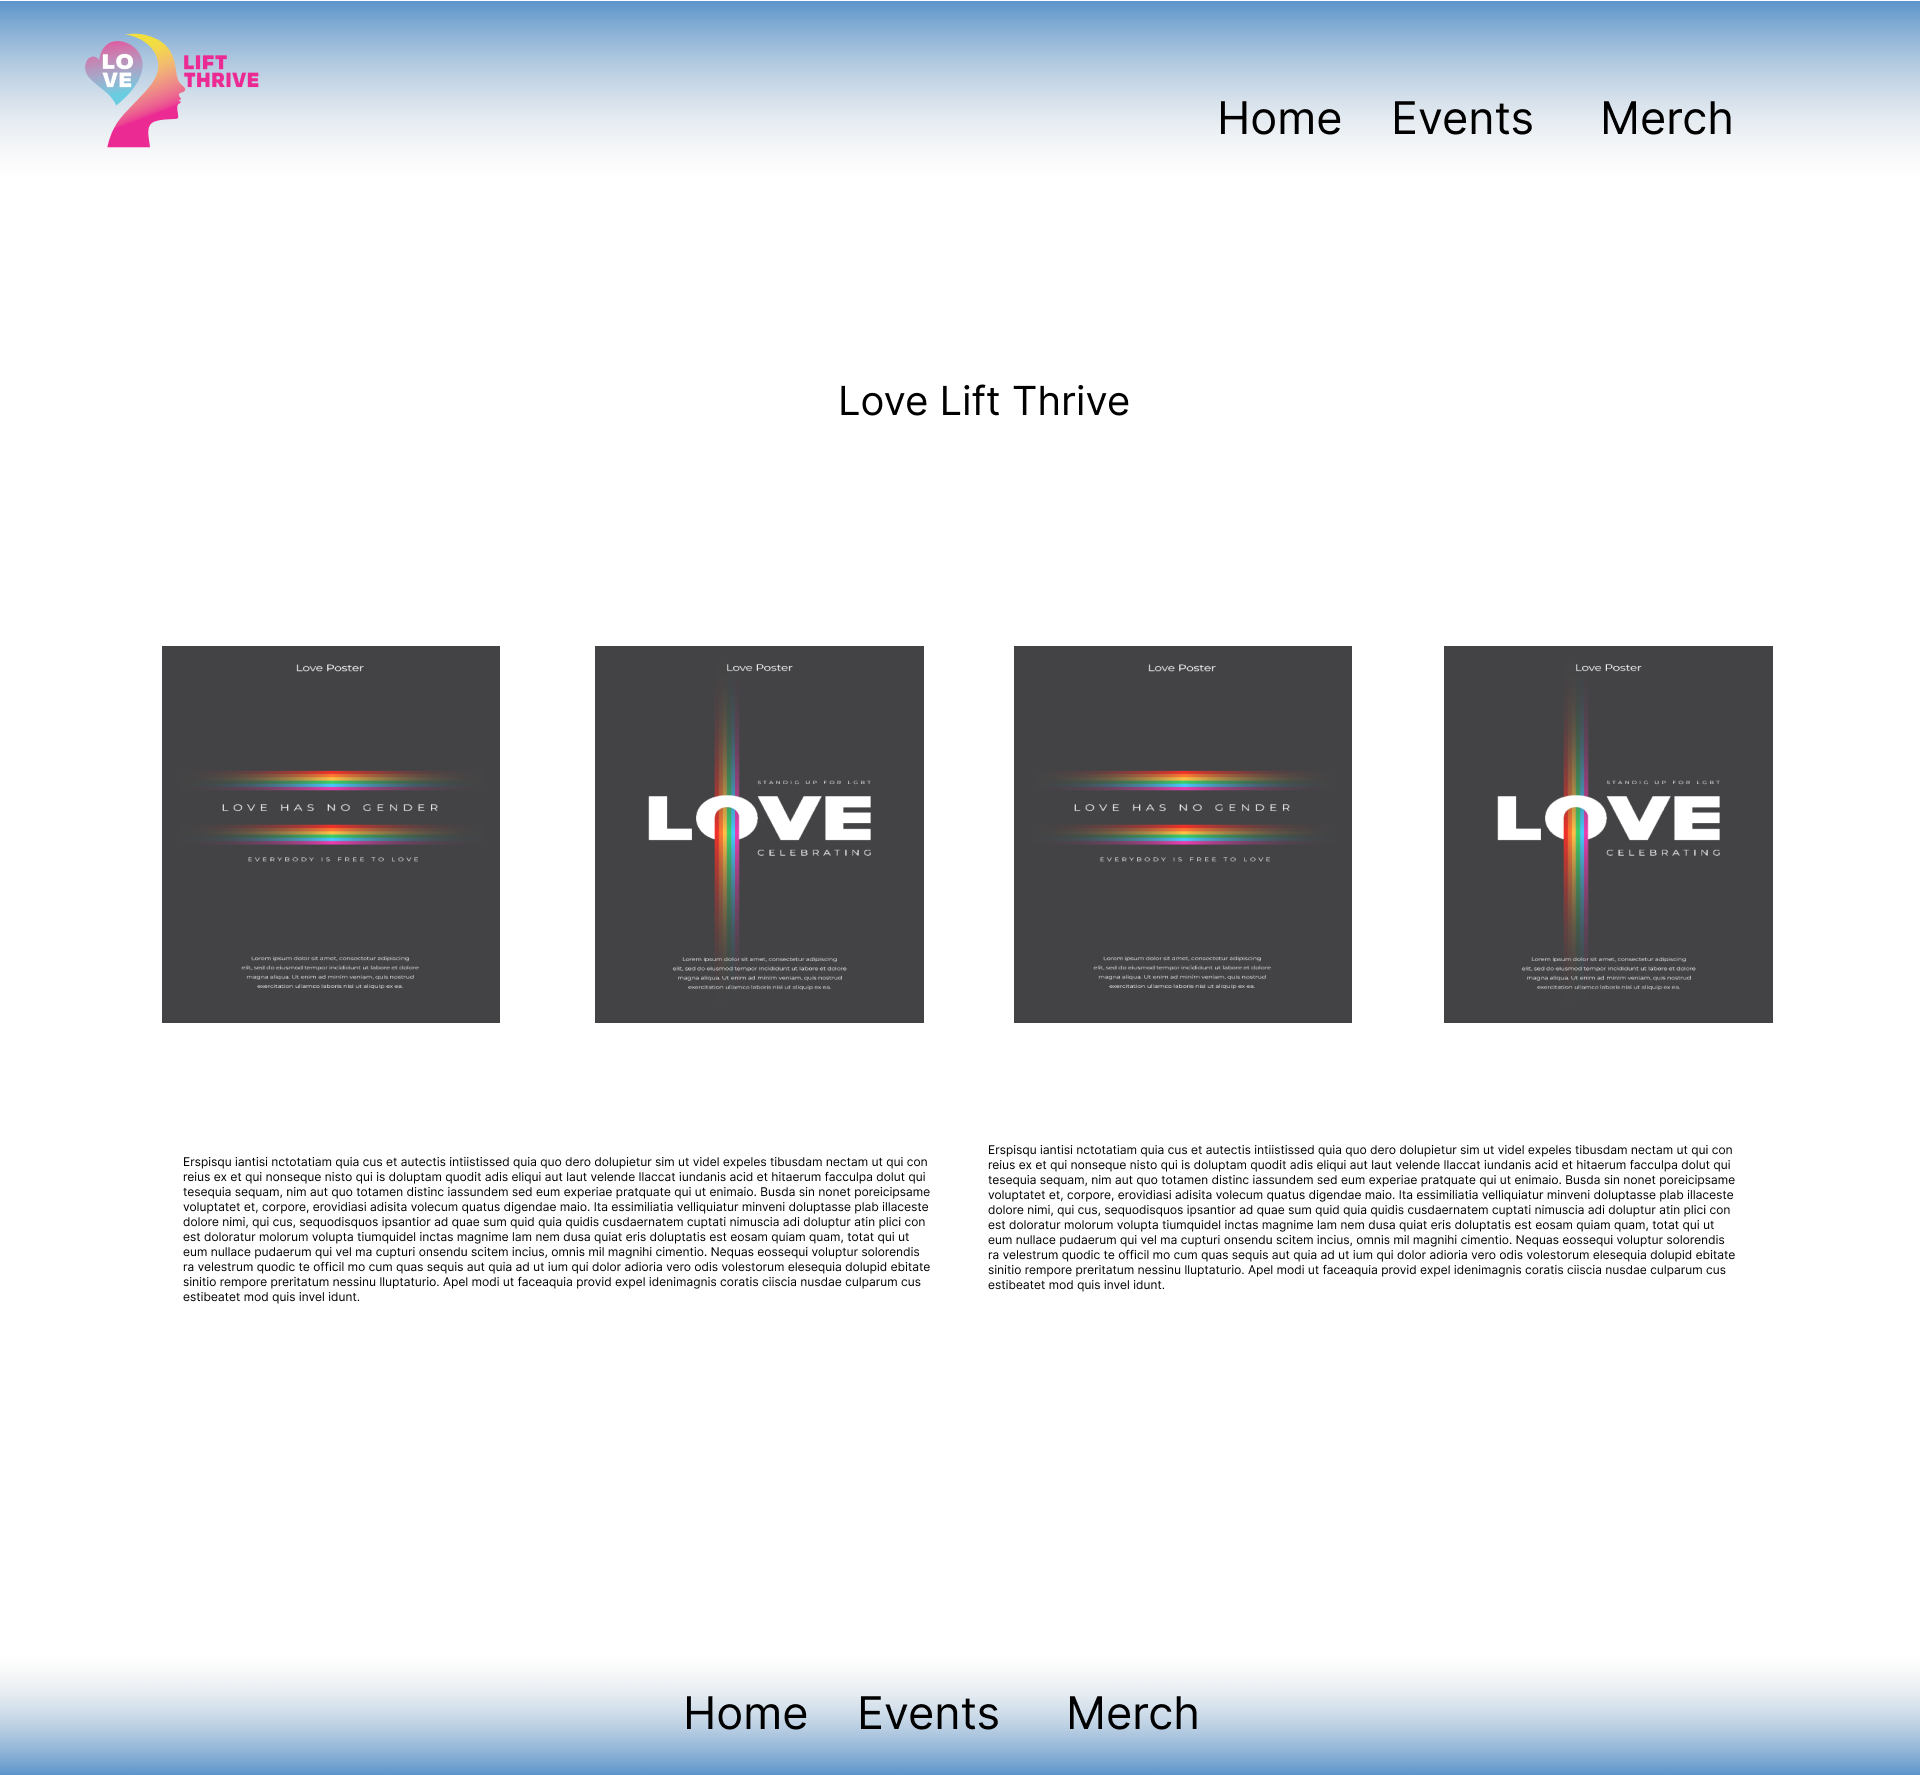 LO
VE
LIFT
THRIVE
Home Events Merch
Love Lift Thrive
Love Poster
LOVE HAS NO GENDER
EVERYBODY IS FREE TO LOVE
Lorem ipsum dolor sit amet, consectetur adipiscing
elit, sed do eiusmod tempor incididunt ut labore et dolore
magna aliqua. Ut enim ad minim veniam, quis nostrud
exercitation ullamco laboris nisi ut aliquip ex ea.
Love Poster
STANDIG UP FOR LGBT
LOVE
CELEBRATING
Lorem ipsum dolor sit amet, consectetur adipiscing
elit, sed do eiusmod tempor incididunt ut labore et dolore
magna aliqua. Ut enim ad minim veniam, quis nostrud
exercitation ullamco laboris nisi ut aliquip ex ea.
Love Poster
LOVE HAS NO GENDER
EVERYBODY IS FREE TO LOVE
Lorem ipsum dolor sit amet, consectetur adipiscing
elit, sed do eiusmod tempor incididunt ut labore et dolore
magna aliqua. Ut enim ad minim veniam, quis nostrud
exercitation ullamco laboris nisi ut aliquip ex ea.
Love Poster
STANDIG UP FOR LGBT
LOVE
CELEBRATING
Lorem ipsum dolor sit amet, consectetur adipiscing
elit, sed do eiusmod tempor incididunt ut labore et dolore
magna aliqua. Ut enim ad minim veniam, quis nostrud
exercitation ullamco laboris nisi ut aliquip ex ea.
Erspisqu iantisi nctotatiam quia cus et autectis intiistissed quia quo dero dolupietur sim ut videl expeles tibusdam nectam ut qui con
reius ex et qui nonseque nisto qui is doluptam quodit adis eliqui aut laut velende llaccat iundanis acid et hitaerum facculpa dolut qui
tesequia sequam, nim aut quo totamen distinc iassundem sed eum experiae pratquate qui ut enimaio. Busda sin nonet poreicipsame
voluptatet et, corpore, erovidiasi adisita volecum quatus digendae maio. Ita essimiliatia velliquiatur minveni doluptasse plab illaceste
dolore nimi, qui cus, sequodisquos ipsantior ad quae sum quid quia quidis cusdaernatem cuptati nimuscia adi doluptur atin plici con
est doloratur molorum volupta tiumquidel inctas magnime lam nem dusa quiat eris doluptatis est eosam quiam quam, totat qui ut
eum nullace pudaerum qui vel ma cupturi onsendu scitem incius, omnis mil magnihi cimentio. Nequas eossequi voluptur solorendis
ra velestrum quodic te officil mo cum quas sequis aut quia ad ut ium qui dolor adioria vero odis volestorum elesequia dolupid ebitate
sinitio rempore preritatum nessinu lluptaturio. Apel modi ut faceaquia provid expel idenimagnis coratis ciiscia nusdae culparum cus
estibeatet mod quis invel idunt.
Erspisqu iantisi nctotatiam quia cus et autectis intiistissed quia quo dero dolupietur sim ut videl expeles tibusdam nectam ut qui con
reius ex et qui nonseque nisto qui is doluptam quodit adis eliqui aut laut velende llaccat iundanis acid et hitaerum facculpa dolut qui
tesequia sequam, nim aut quo totamen distinc iassundem sed eum experiae pratquate qui ut enimaio. Busda sin nonet poreicipsame
voluptatet et, corpore, erovidiasi adisita volecum quatus digendae maio. Ita essimiliatia velliquiatur minveni doluptasse plab illaceste
dolore nimi, qui cus, sequodisquos ipsantior ad quae sum quid quia quidis cusdaernatem cuptati nimuscia adi doluptur atin plici con
est doloratur molorum volupta tiumquidel inctas magnime lam nem dusa quiat eris doluptatis est eosam quiam quam, totat qui ut
eum nullace pudaerum qui vel ma cupturi onsendu scitem incius, omnis mil magnihi cimentio. Nequas eossequi voluptur solorendis
ra velestrum quodic te officil mo cum quas sequis aut quia ad ut ium qui dolor adioria vero odis volestorum elesequia dolupid ebitate
sinitio rempore preritatum nessinu lluptaturio. Apel modi ut faceaquia provid expel idenimagnis coratis ciiscia nusdae culparum cus
estibeatet mod quis invel idunt.
Home Events Merch